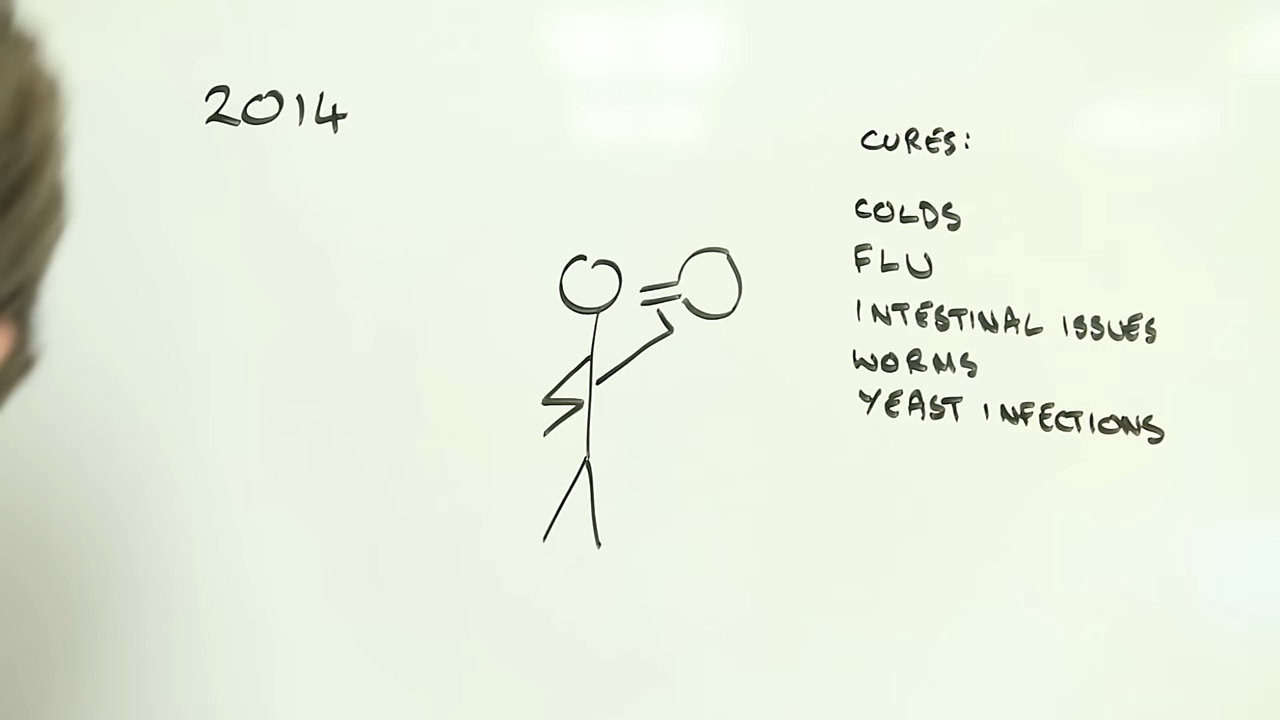 2014
CURES:
COLDS
FLU
INTESTINAL ISSUES
WORMS
YEAST INFECTIONS